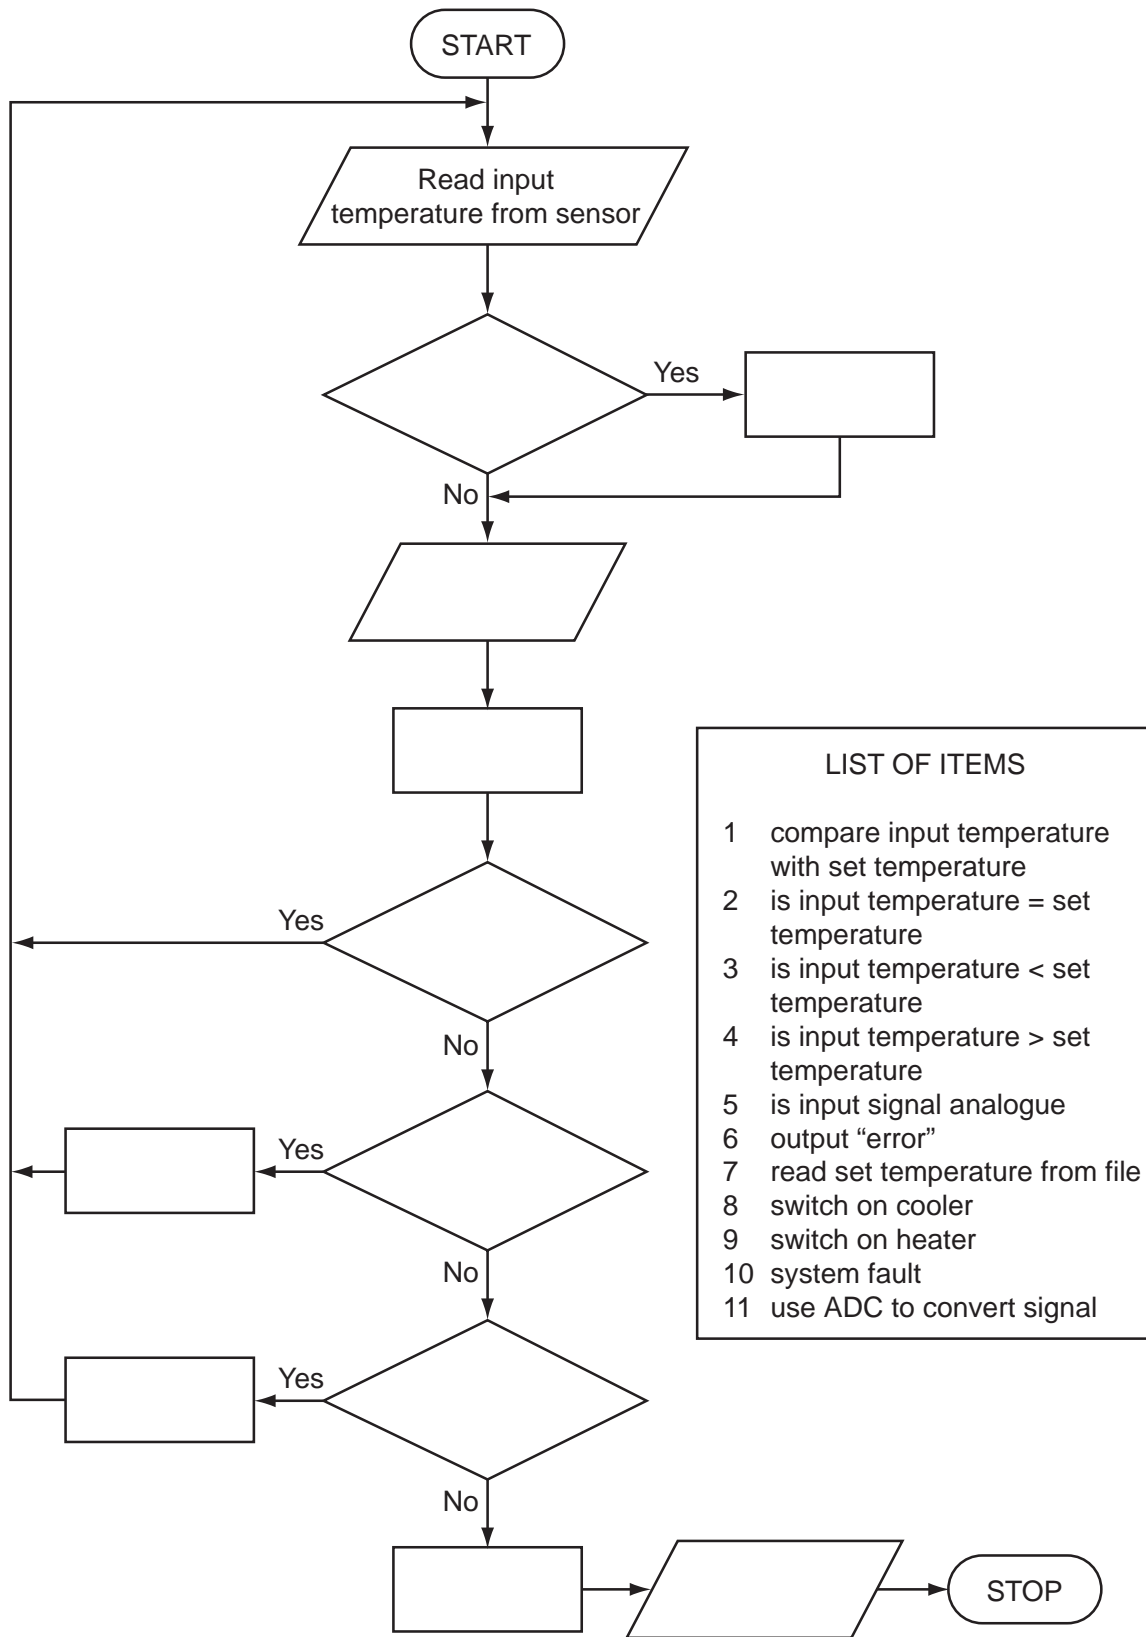 START
Read input
temperature from sensor
Yes
No
LIST OF ITEMS
1 compare input temperature
with set temperature
2 is input temperature = set
temperature
3 is input temperature < set
temperature
4 is input temperature > set
temperature
5 is input signal analogue
6 output “error”
7 read set temperature from file
8 switch on cooler
9 switch on heater
10 system fault
11 use ADC to convert signal
Yes
No
Yes
No
Yes
No
STOP